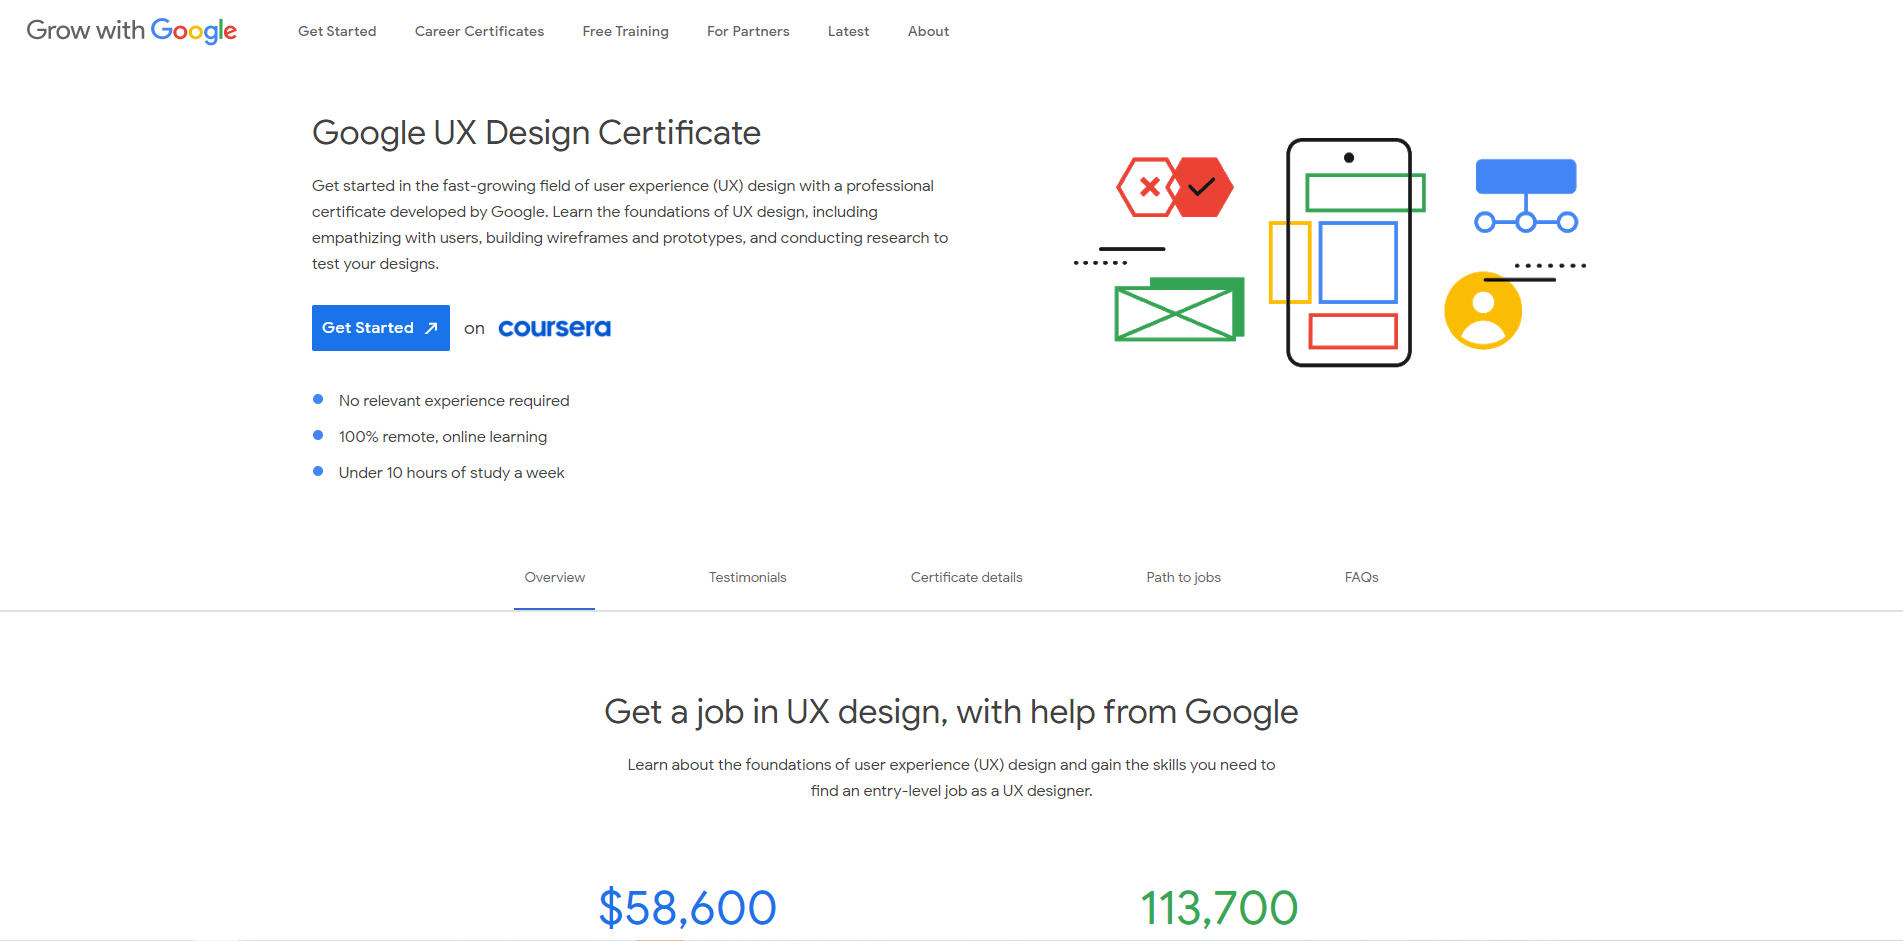 Grow with Google
Get Started
Career Certificates
Free Training
For Partners
Latest
About
Google UX Design Certificate
Get started in the fast-growing field of user experience (UX) design with a professional
certificate developed by Google. Learn the foundations of UX design, including
empathizing with users, building wireframes and prototypes, and conducting research to
test your designs.
Get Started on coursera
No relevant experience required
100% remote, online learning
Under 10 hours of study a week
Overview
Testimonials
Certificate details
Path to jobs
FAQs
Get a job in UX design, with help from Google
Learn about the foundations of user experience (UX) design and gain the skills you need to
find an entry-level job as a UX designer.
$58,600
113,700